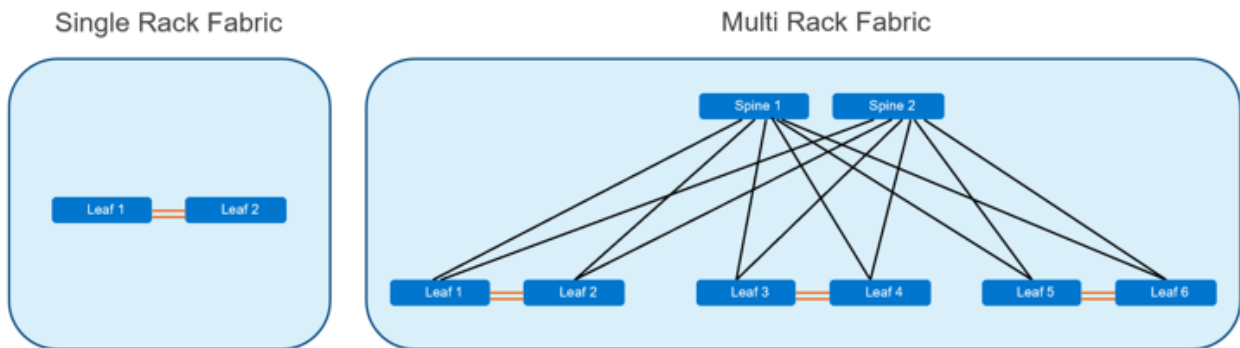 Single Rack Fabric
Multi Rack Fabric
Spine 1
Spine 2
Leaf 1
Leaf 2
Leaf 1
Leaf 2
Leaf 3
Leaf 4
Leaf 5
Leaf 6